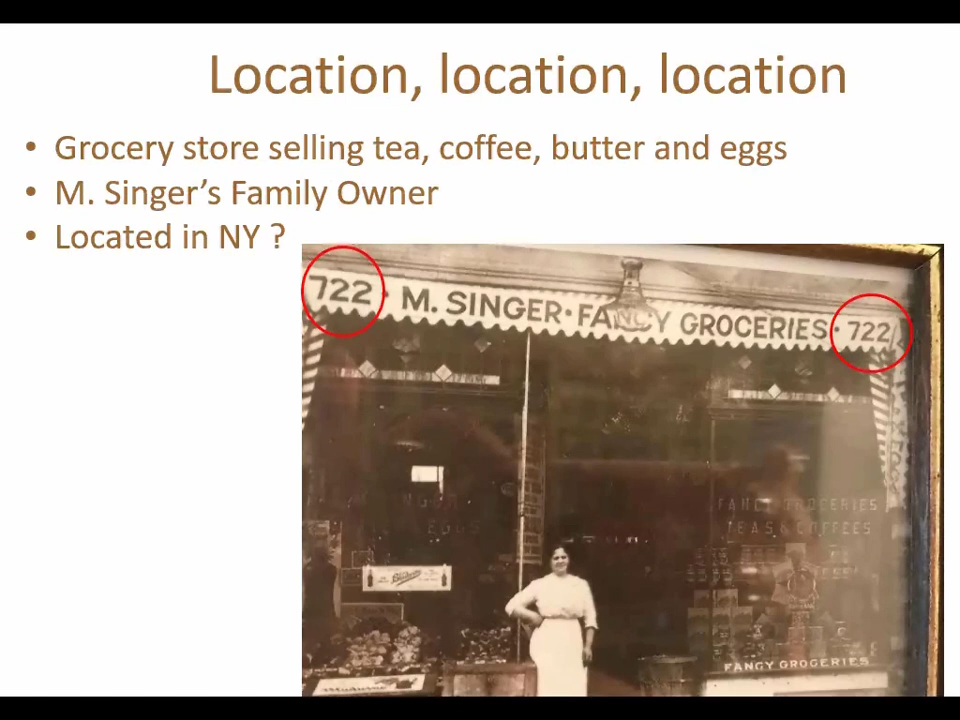 Location, location, location
• Grocery store selling tea, coffee, butter and eggs
• M. Singer's Family Owner
• Located in NY ?
722 · M. SINGER · FANCY GROCERIES · 722
EGGS
FANCY GROCERIES
TEAS & COFFEES
FANCY GROCERIES